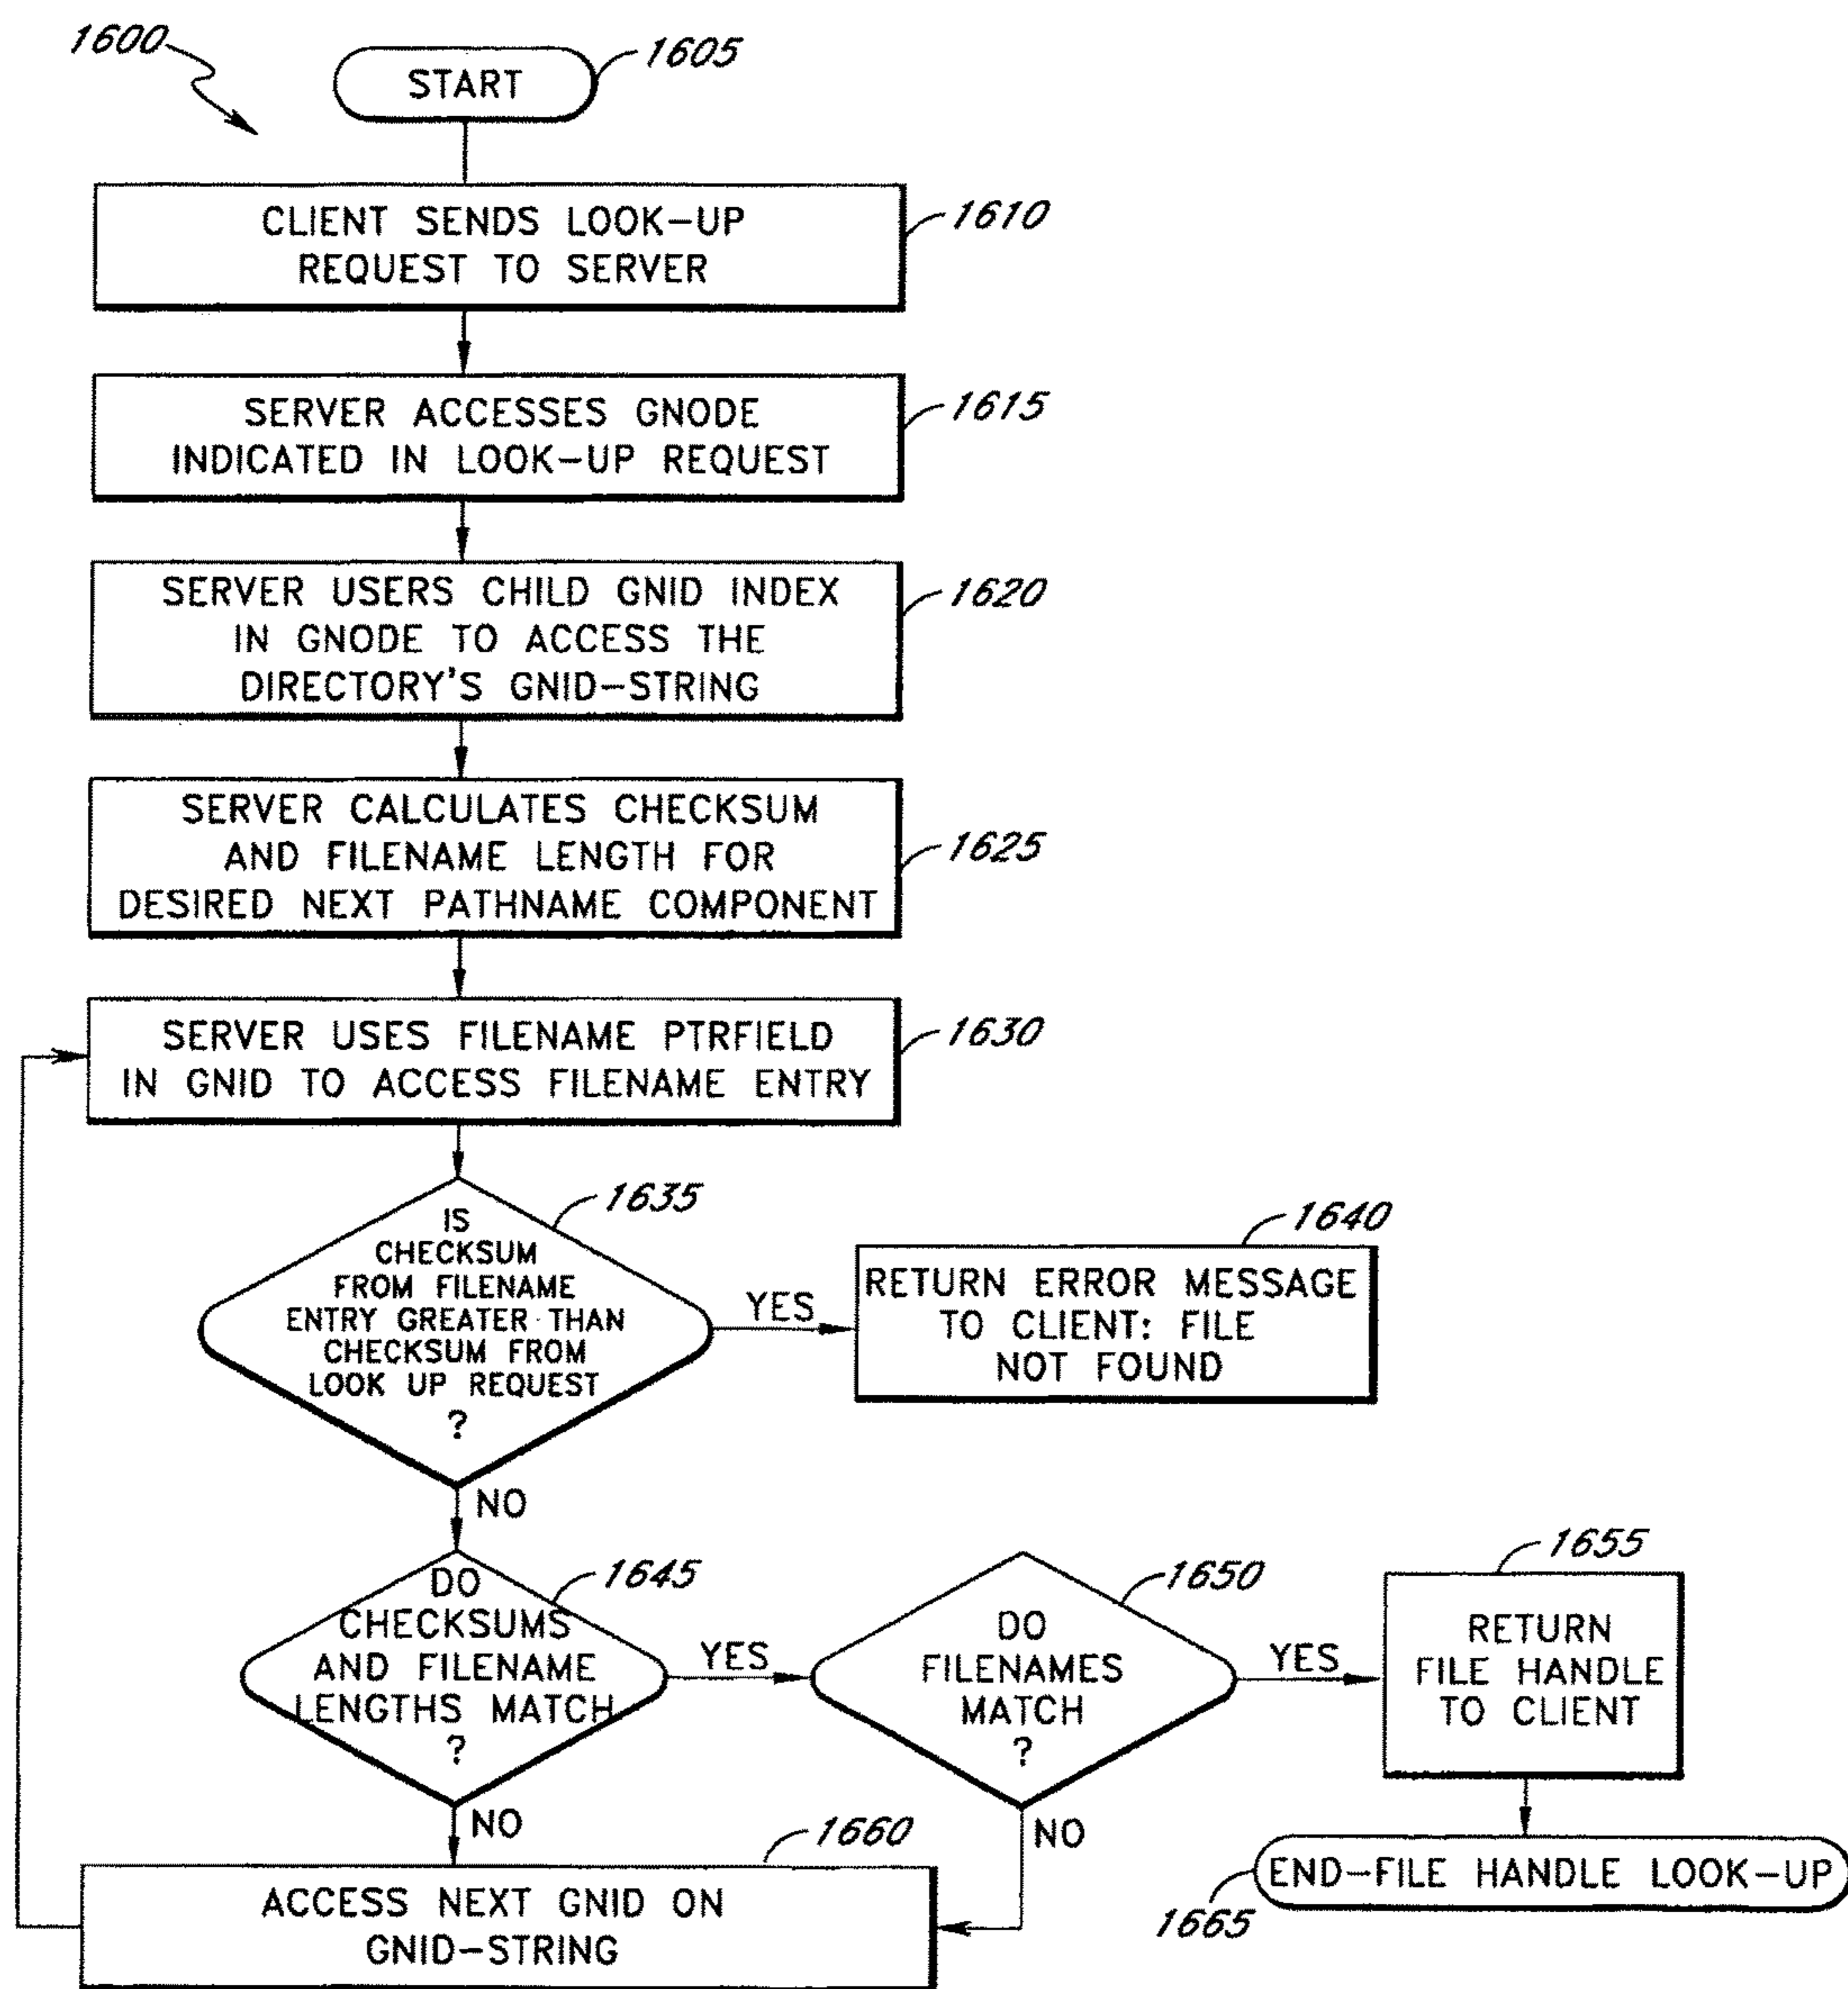 1600
START
1605
CLIENT SENDS LOOK-UP
REQUEST TO SERVER
1610
SERVER ACCESSES GNODE
INDICATED IN LOOK-UP REQUEST
1615
SERVER USERS CHILD GNID INDEX
IN GNODE TO ACCESS THE
DIRECTORY'S GNID-STRING
1620
SERVER CALCULATES CHECKSUM
AND FILENAME LENGTH FOR
DESIRED NEXT PATHNAME COMPONENT
1625
SERVER USES FILENAME PTRFIELD
IN GNID TO ACCESS FILENAME ENTRY
1630
IS
CHECKSUM
FROM FILENAME
ENTRY GREATER THAN
CHECKSUM FROM
LOOK UP REQUEST
?
1635
YES
RETURN ERROR MESSAGE
TO CLIENT: FILE
NOT FOUND
1640
NO
DO
CHECKSUMS
AND FILENAME
LENGTHS MATCH
?
1645
YES
DO
FILENAMES
MATCH
?
1650
YES
RETURN
FILE HANDLE
TO CLIENT
1655
NO
NO
ACCESS NEXT GNID ON
GNID-STRING
1660
END-FILE HANDLE LOOK-UP
1665